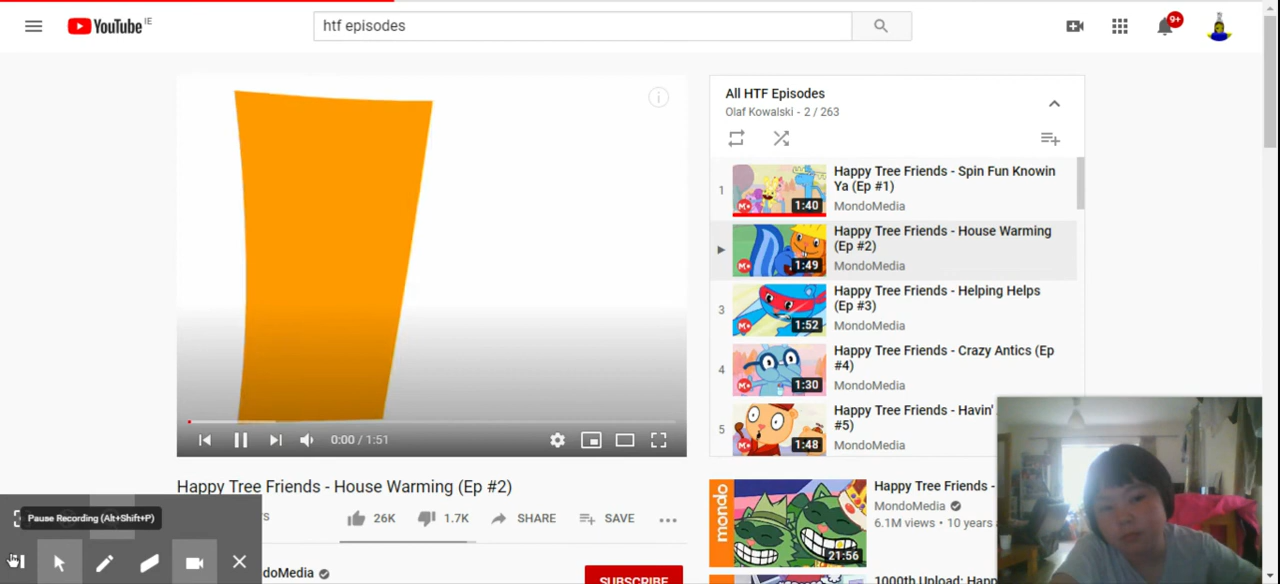 YouTube IE
htf episodes
9+
All HTF Episodes
Olaf Kowalski - 2 / 263
1
1:40
Happy Tree Friends - Spin Fun Knowin
Ya (Ep #1)
MondoMedia
1:49
Happy Tree Friends - House Warming
(Ep #2)
MondoMedia
3
1:52
Happy Tree Friends - Helping Helps
(Ep #3)
MondoMedia
4
1:30
Happy Tree Friends - Crazy Antics (Ep
#4)
MondoMedia
5
1:48
Happy Tree Friends - Havin'
#5)
MondoMedia
0:00 / 1:51
Happy Tree Friends - House Warming (Ep #2)
Pause Recording (Alt+Shift+P)
26K
1.7K
SHARE
SAVE
doMedia
SUBSCRIBE
mondo
21:56
Happy Tree Friends -
MondoMedia
6.1M views • 10 years
1000th Upload: Happ